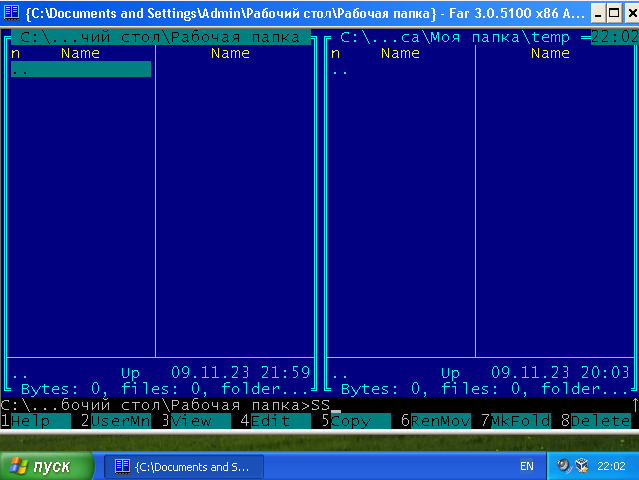 {C:\Documents and Settings\Admin\Рабочий стол\Рабочая папка} - Far 3.0.5100 x86 A...
C:\...чий стол\Рабочая папка
C:\...са\Моя папка\temp
22:02
n Name Name
n Name Name
..
..
.. Up 09.11.23 21:59
.. Up 09.11.23 20:03
Bytes: 0, files: 0, folder...
Bytes: 0, files: 0, folder...
C:\...бочий стол\Рабочая папка>SS
1Help 2UserMn 3View 4Edit 5Copy 6RenMov 7MkFold 8Delete
пуск
{C:\Documents and S...
EN
22:02